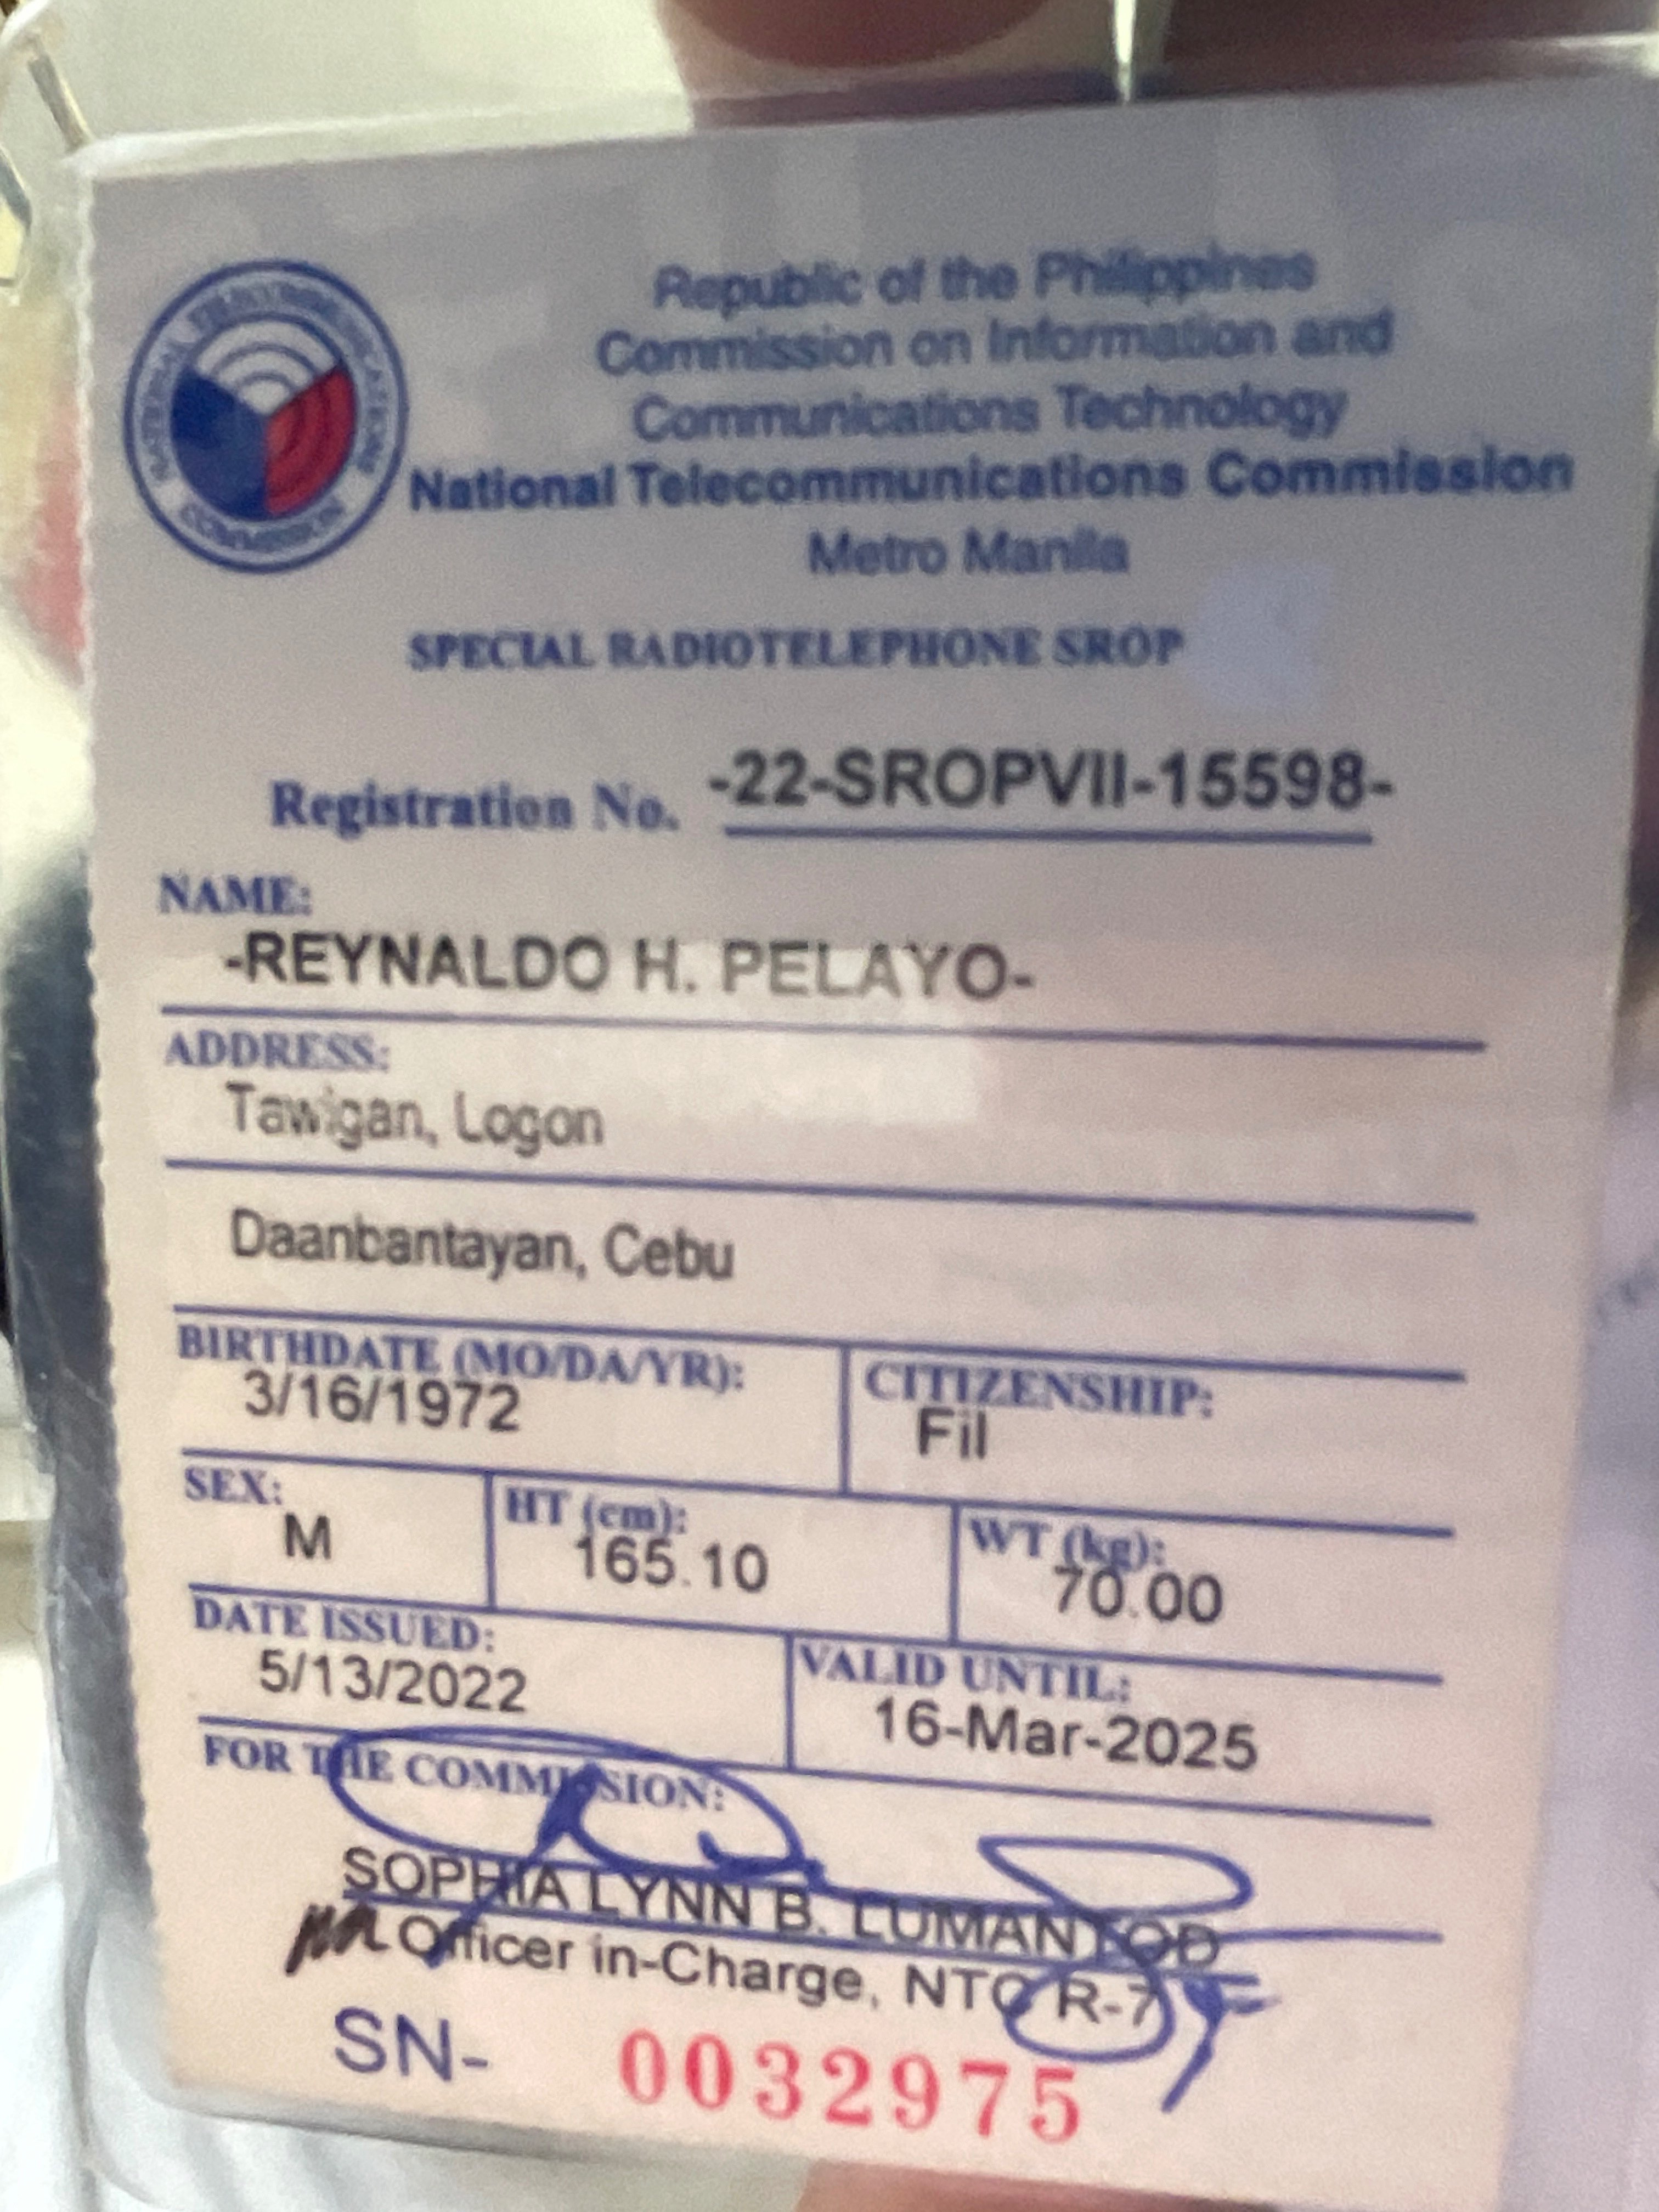 NATIONAL TELECOMMUNICATIONS COMMISSION
Republic of the Philippines
Commission on Information and
Communications Technology
National Telecommunications Commission
Metro Manila
SPECIAL RADIOTELEPHONE SROP
Registration No. -22-SROPVII-15598-
NAME:
-REYNALDO H. PELAYO-
ADDRESS:
Tawigan, Logon
Daanbantayan, Cebu
BIRTHDATE (MO/DA/YR): CITIZENSHIP:
3/16/1972 Fil
SEX: HT (cm): WT (kg):
M 165.10 70.00
DATE ISSUED: VALID UNTIL:
5/13/2022 16-Mar-2025
FOR THE COMMISSION:
SOPHIA LYNN B. LUMANTOD
Officer in-Charge, NTC R-7
SN- 0032975